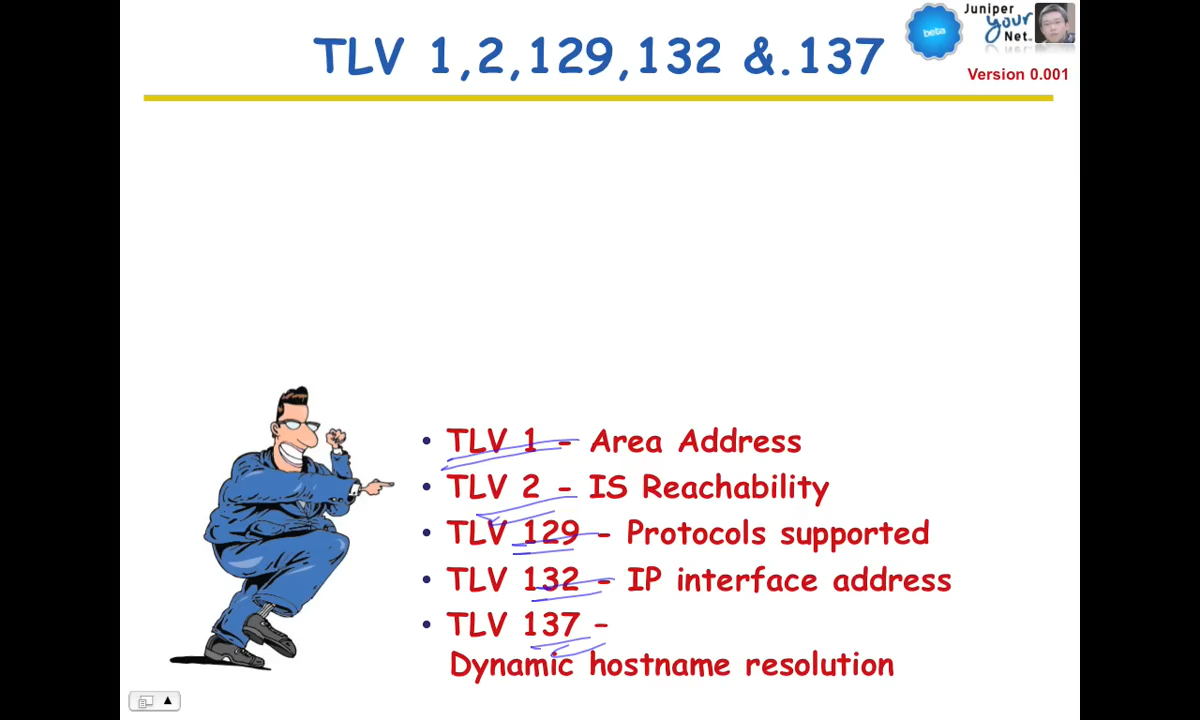 TLV 1,2,129,132 &.137
beta
Juniper
your
Net
Version 0.001
• TLV 1 - Area Address
• TLV 2 - IS Reachability
• TLV 129 - Protocols supported
• TLV 132 - IP interface address
• TLV 137 -
Dynamic hostname resolution